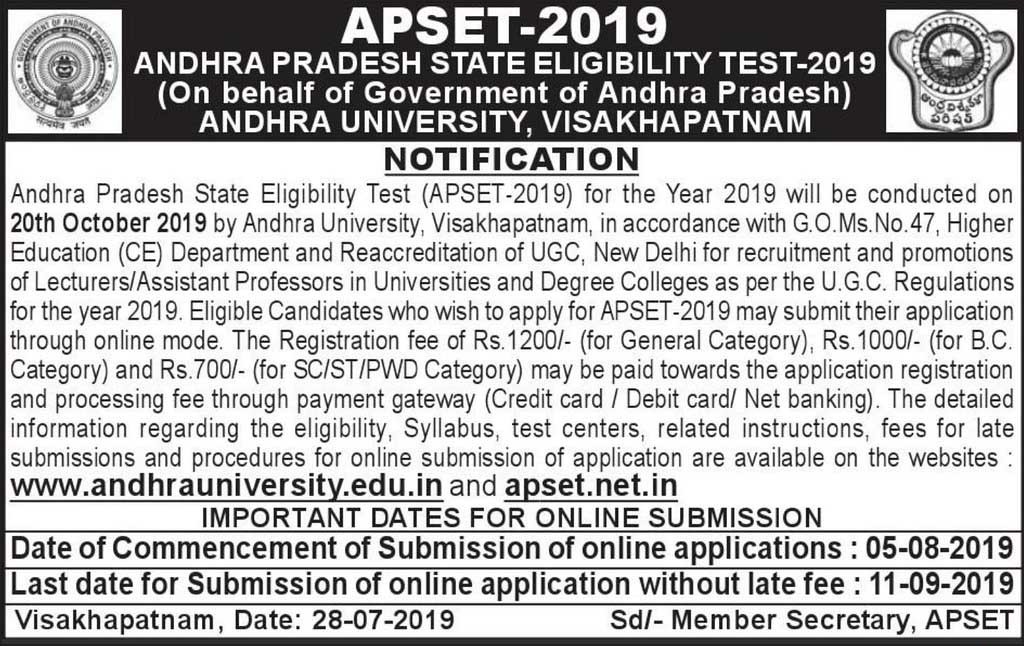 APSET-2019
ANDHRA PRADESH STATE ELIGIBILITY TEST-2019
(On behalf of Government of Andhra Pradesh)
ANDHRA UNIVERSITY, VISAKHAPATNAM
GOVERNMENT OF ANDHRA PRADESH
सत्यमेव जयते
ఆంధ్ర విశ్వకళా
పరిషత్
NOTIFICATION
Andhra Pradesh State Eligibility Test (APSET-2019) for the Year 2019 will be conducted on
20th October 2019 by Andhra University, Visakhapatnam, in accordance with G.O.Ms.No.47, Higher
Education (CE) Department and Reaccreditation of UGC, New Delhi for recruitment and promotions
of Lecturers/Assistant Professors in Universities and Degree Colleges as per the U.G.C. Regulations
for the year 2019. Eligible Candidates who wish to apply for APSET-2019 may submit their application
through online mode. The Registration fee of Rs.1200/- (for General Category), Rs.1000/- (for B.C.
Category) and Rs.700/- (for SC/ST/PWD Category) may be paid towards the application registration
and processing fee through payment gateway (Credit card / Debit card/ Net banking). The detailed
information regarding the eligibility, Syllabus, test centers, related instructions, fees for late
submissions and procedures for online submission of application are available on the websites :
www.andhrauniversity.edu.in and apset.net.in
IMPORTANT DATES FOR ONLINE SUBMISSION
Date of Commencement of Submission of online applications : 05-08-2019
Last date for Submission of online application without late fee : 11-09-2019
Visakhapatnam, Date: 28-07-2019 Sd/- Member Secretary, APSET